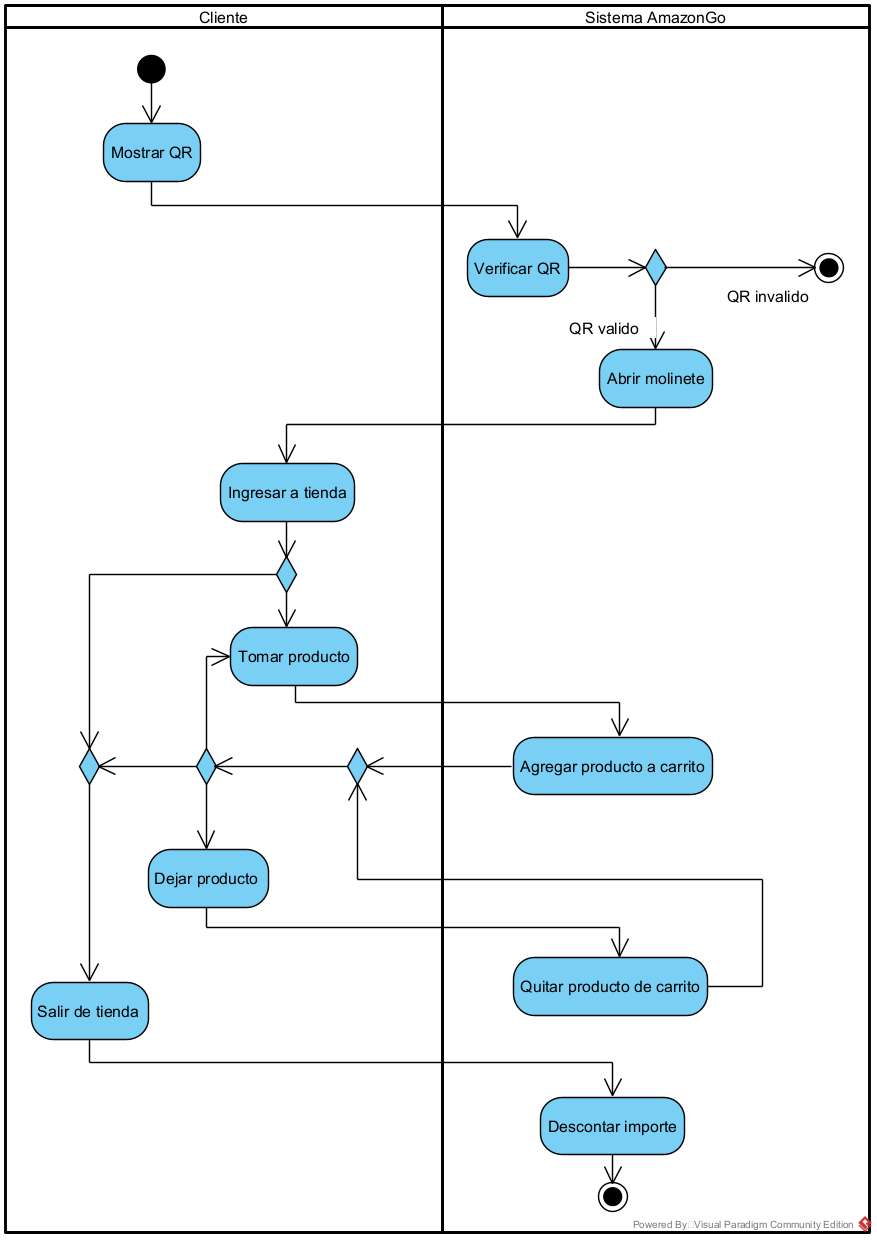 Cliente
Sistema AmazonGo
Mostrar QR
Verificar QR
QR invalido
QR valido
Abrir molinete
Ingresar a tienda
Tomar producto
Agregar producto a carrito
Dejar producto
Quitar producto de carrito
Salir de tienda
Descontar importe
Powered By Visual Paradigm Community Edition